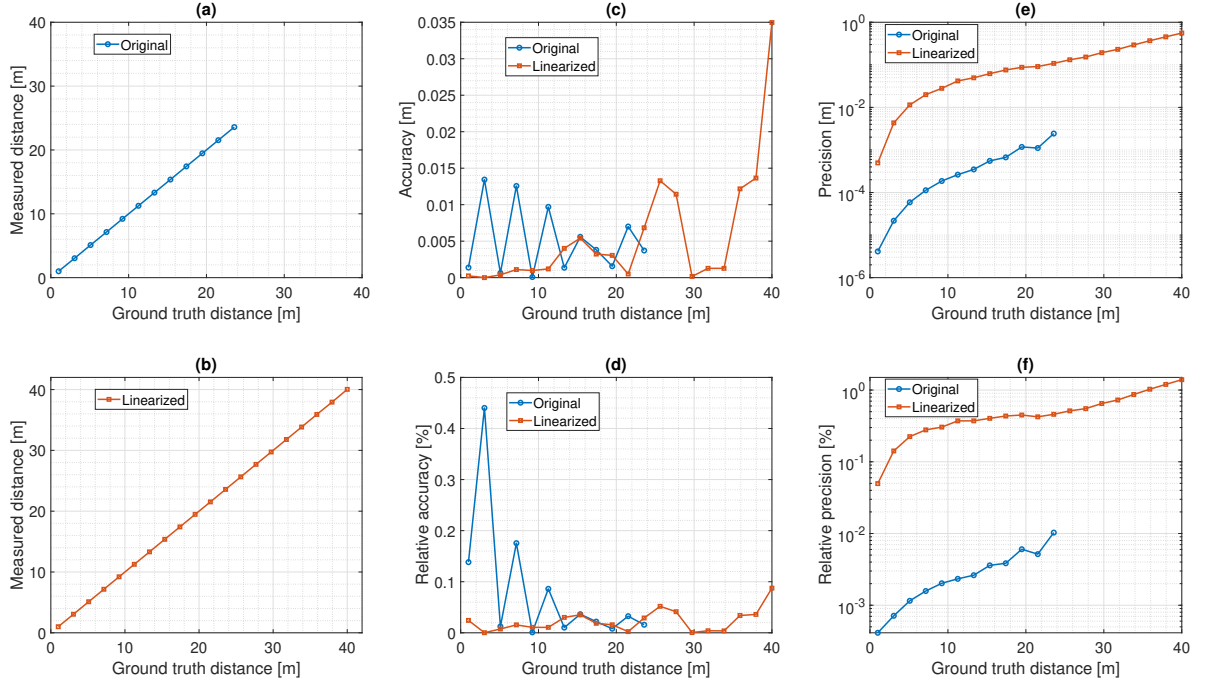 (a)
40
30
20
10
0
Measured distance [m]
Original
0 10 20 30 40
Ground truth distance [m]
(c)
0.035
0.03
0.025
0.02
0.015
0.01
0.005
0
Accuracy [m]
Original
Linearized
0 10 20 30 40
Ground truth distance [m]
(e)
10^0
10^-2
10^-4
10^-6
Precision [m]
Original
Linearized
0 10 20 30 40
Ground truth distance [m]
(b)
40
30
20
10
0
Measured distance [m]
Linearized
0 10 20 30 40
Ground truth distance [m]
(d)
0.5
0.4
0.3
0.2
0.1
0
Relative accuracy [%]
Original
Linearized
0 10 20 30 40
Ground truth distance [m]
(f)
10^0
10^-1
10^-2
10^-3
Relative precision [%]
Original
Linearized
0 10 20 30 40
Ground truth distance [m]